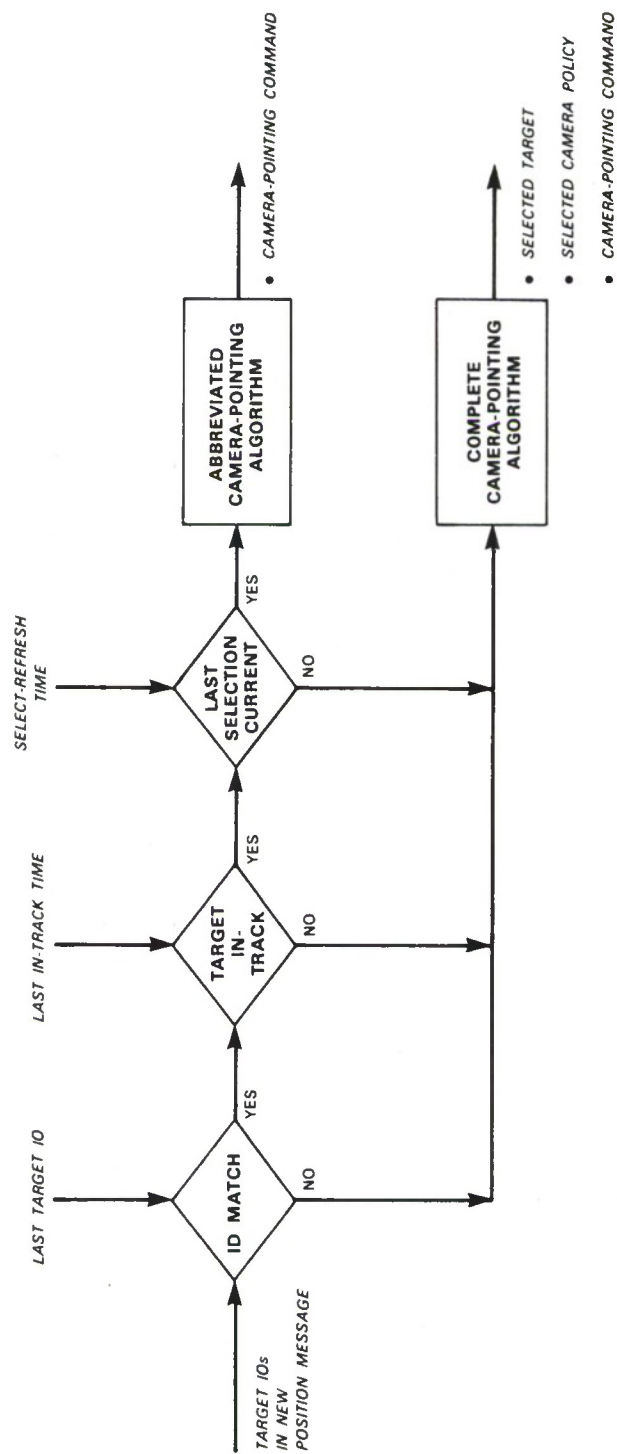 TARGET IOs
IN NEW
POSITION MESSAGE
LAST TARGET IO
ID MATCH
YES
NO
LAST IN-TRACK TIME
TARGET
IN-
TRACK
YES
NO
SELECT-REFRESH
TIME
LAST
SELECTION
CURRENT
YES
NO
ABBREVIATED
CAMERA-POINTING
ALGORITHM
• CAMERA-POINTING COMMAND
COMPLETE
CAMERA-POINTING
ALGORITHM
• SELECTED TARGET
• SELECTED CAMERA POLICY
• CAMERA-POINTING COMMANO